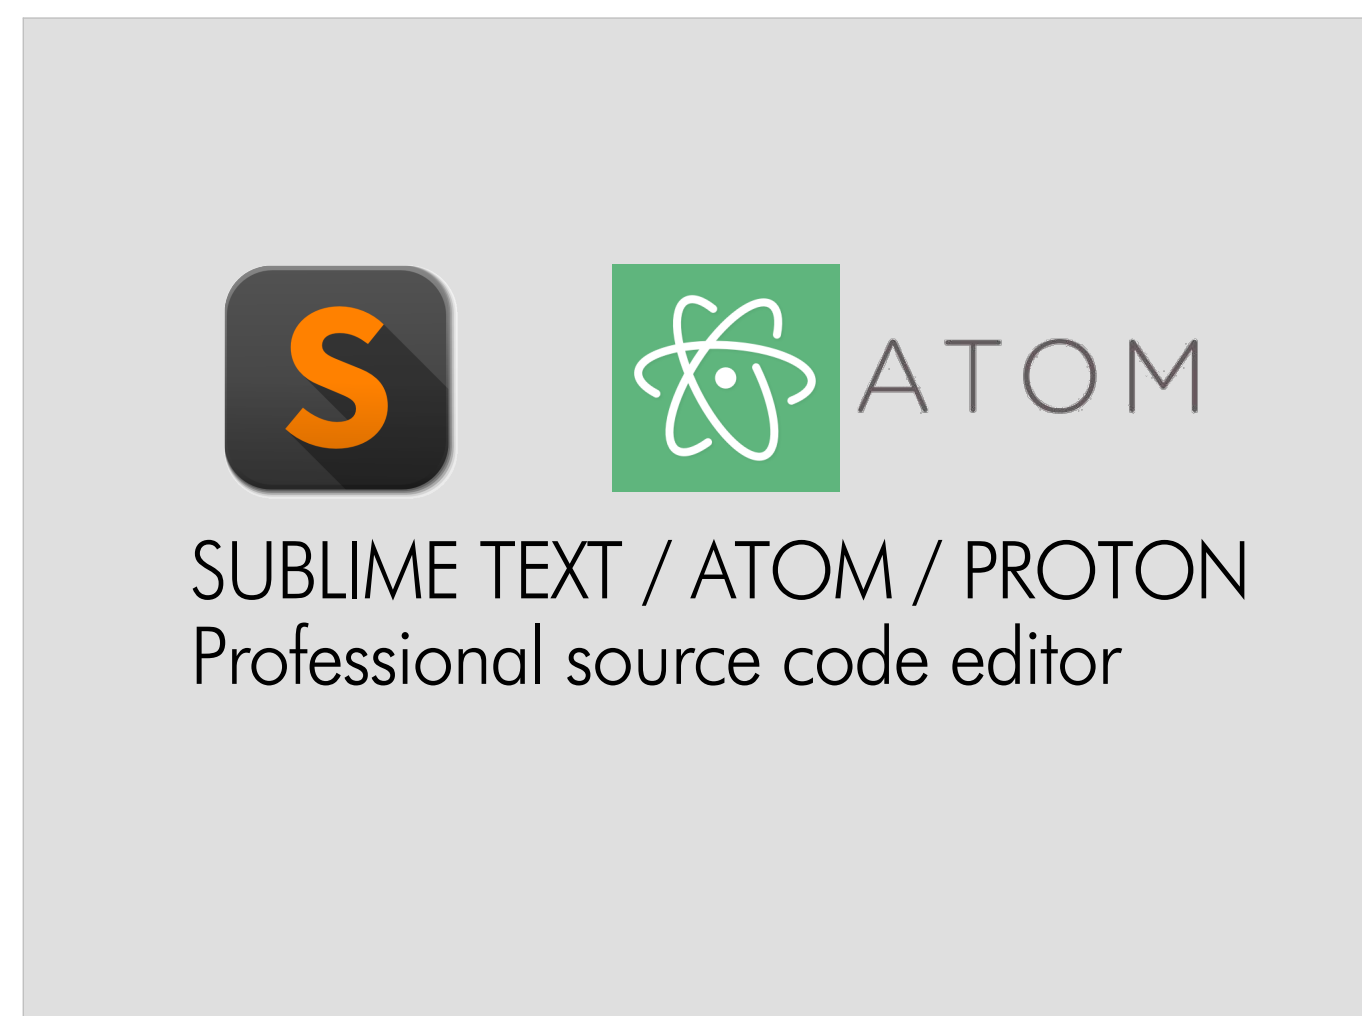 S
ATOM
SUBLIME TEXT / ATOM / PROTON
Professional source code editor